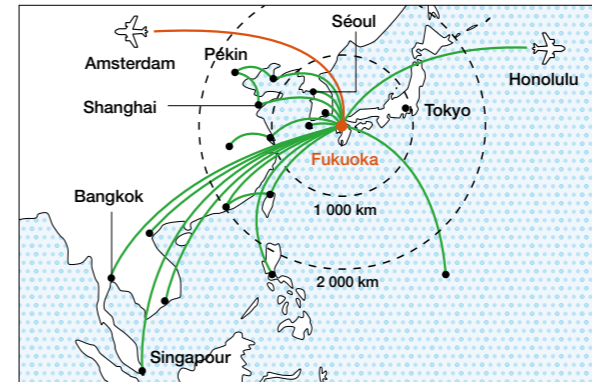 Séoul
Amsterdam
Pékin
Honolulu
Shanghai
Tokyo
Fukuoka
Bangkok
1 000 km
2 000 km
Singapour